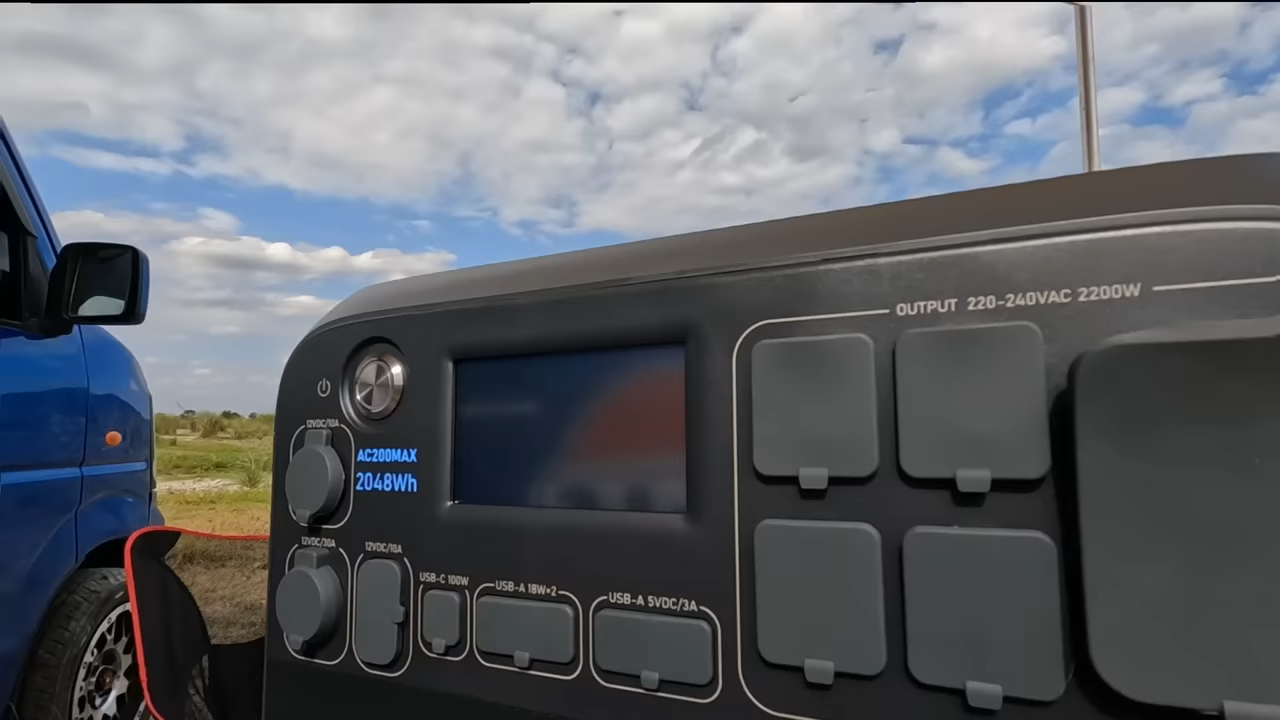 OUTPUT 220-240VAC 2200W
12VDC/10A
AC200MAX
2048Wh
12VDC/30A
12VDC/10A
USB-C 100W
USB-A 18W×2
USB-A 5VDC/3A